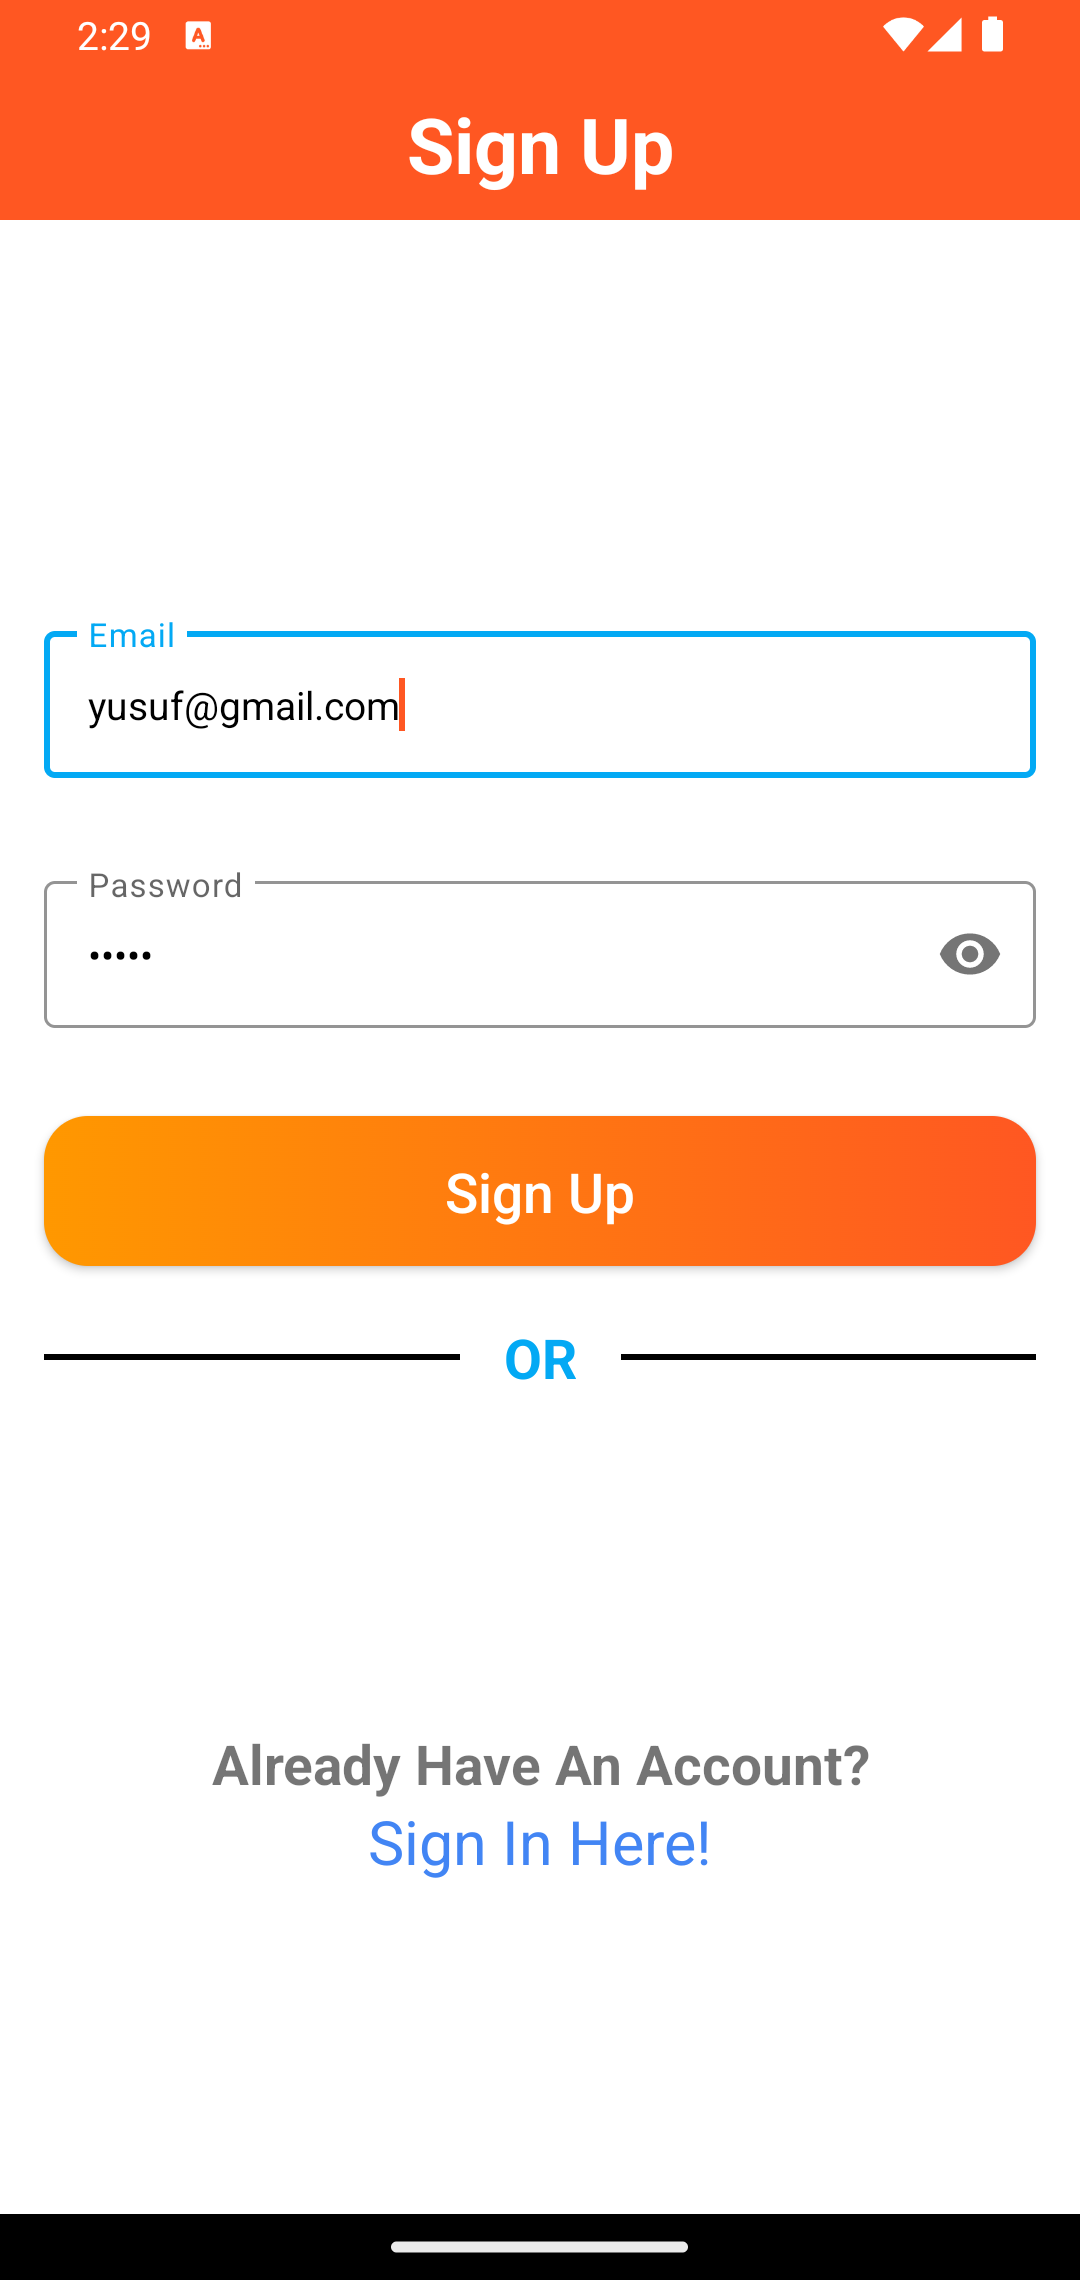 2:29
Sign Up
Email
yusuf@gmail.com
Password
•••••
Sign Up
OR
Already Have An Account?
Sign In Here!